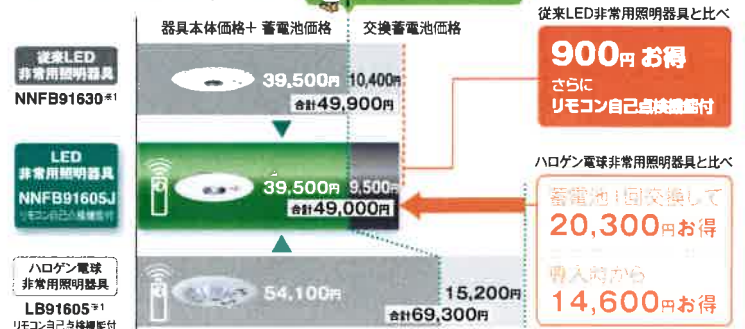 器具本体価格＋蓄電池価格
交換蓄電池価格
従来LED
非常用照明器具
NNFB91630※1
39,500円
10,400円
合計49,900円
LED
非常用照明器具
NNFB91605J
リモコン自己点検機能付
39,500円
9,500円
合計49,000円
ハロゲン電球
非常用照明器具
LB91605※1
リモコン自己点検機能付
54,100円
15,200円
合計69,300円
従来LED非常用照明器具と比べ
900円お得
さらに
リモコン自己点検機能付
ハロゲン電球非常用照明器具と比べ
蓄電池1回交換して
20,300円お得
導入時から
14,600円お得